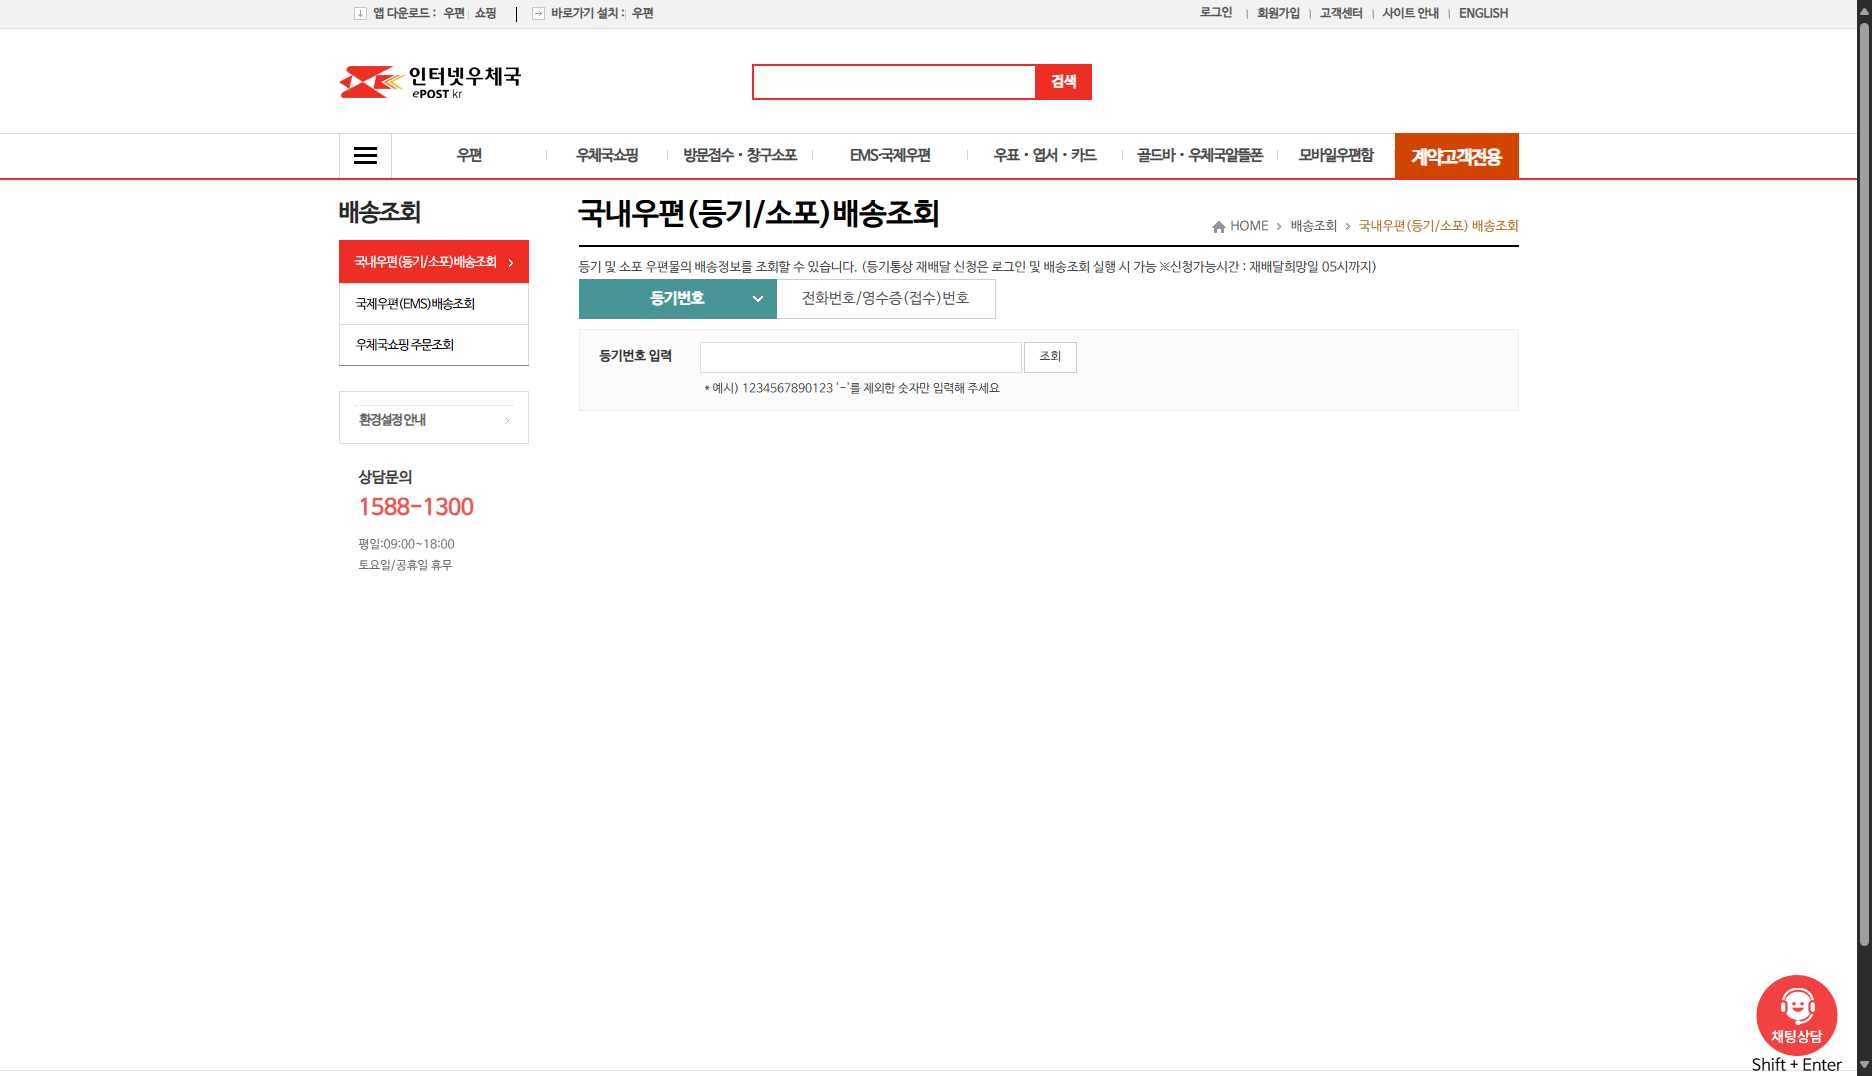 앱 다운로드 : 우편 쇼핑 바로가기 설치 : 우편 로그인 회원가입 고객센터 사이트 안내 ENGLISH
인터넷우체국
ePOST kr
검색
우편 우체국쇼핑 방문접수·창구소포 EMS·국제우편 우표·엽서·카드 골드바·우체국알뜰폰 모바일우편함 계약고객전용
배송조회
국내우편(등기/소포)배송조회
국제우편(EMS)배송조회
우체국쇼핑 주문조회
환경설정 안내
상담문의
1588-1300
평일:09:00~18:00
토요일/공휴일 휴무
국내우편(등기/소포)배송조회
HOME > 배송조회 > 국내우편(등기/소포) 배송조회
등기 및 소포 우편물의 배송정보를 조회할 수 있습니다. (등기통상 재배달 신청은 로그인 및 배송조회 실행 시 가능 ※신청가능시간 : 재배달희망일 05시까지)
등기번호 전화번호/영수증(접수)번호
등기번호 입력 조회
* 예시) 1234567890123 '-'를 제외한 숫자만 입력해 주세요
채팅상담
Shift + Enter